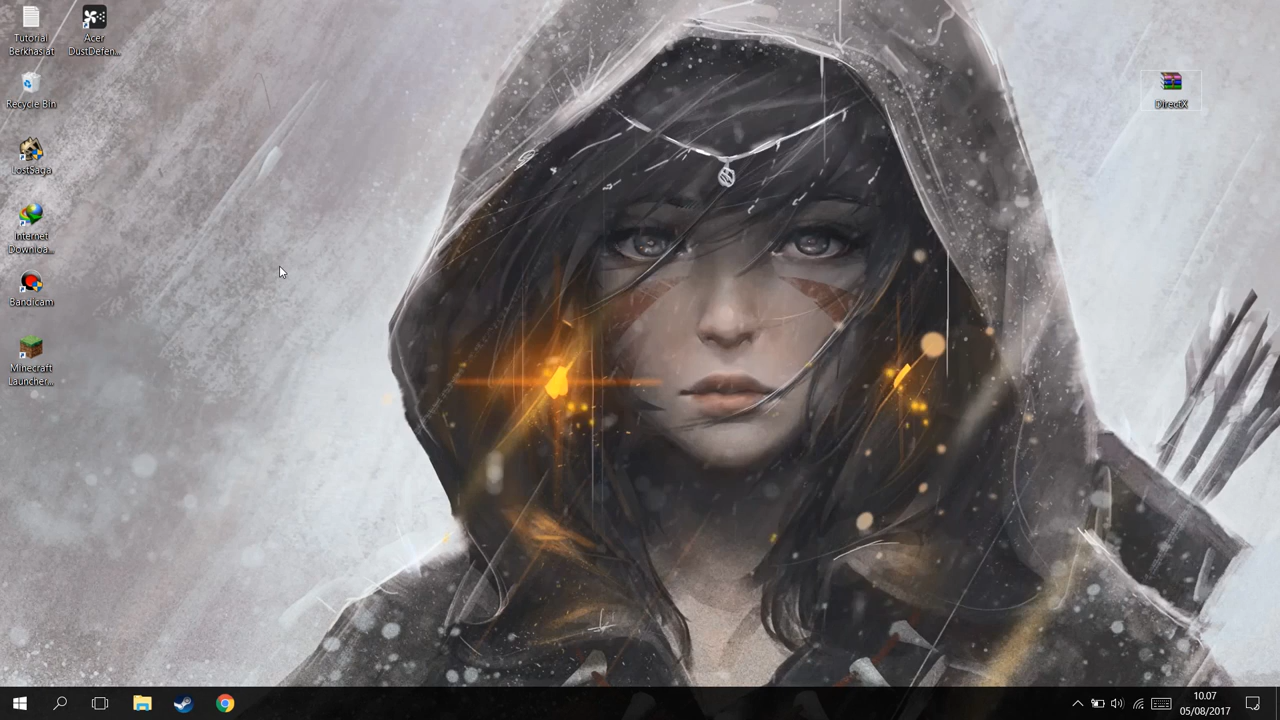 Tutorial
Berkhasiat
Acer
DustDefen...
Recycle Bin
LostSaga
Internet
Downloa...
Bandicam
Minecraft
Launcher...
DirectX
10.07
05/08/2017